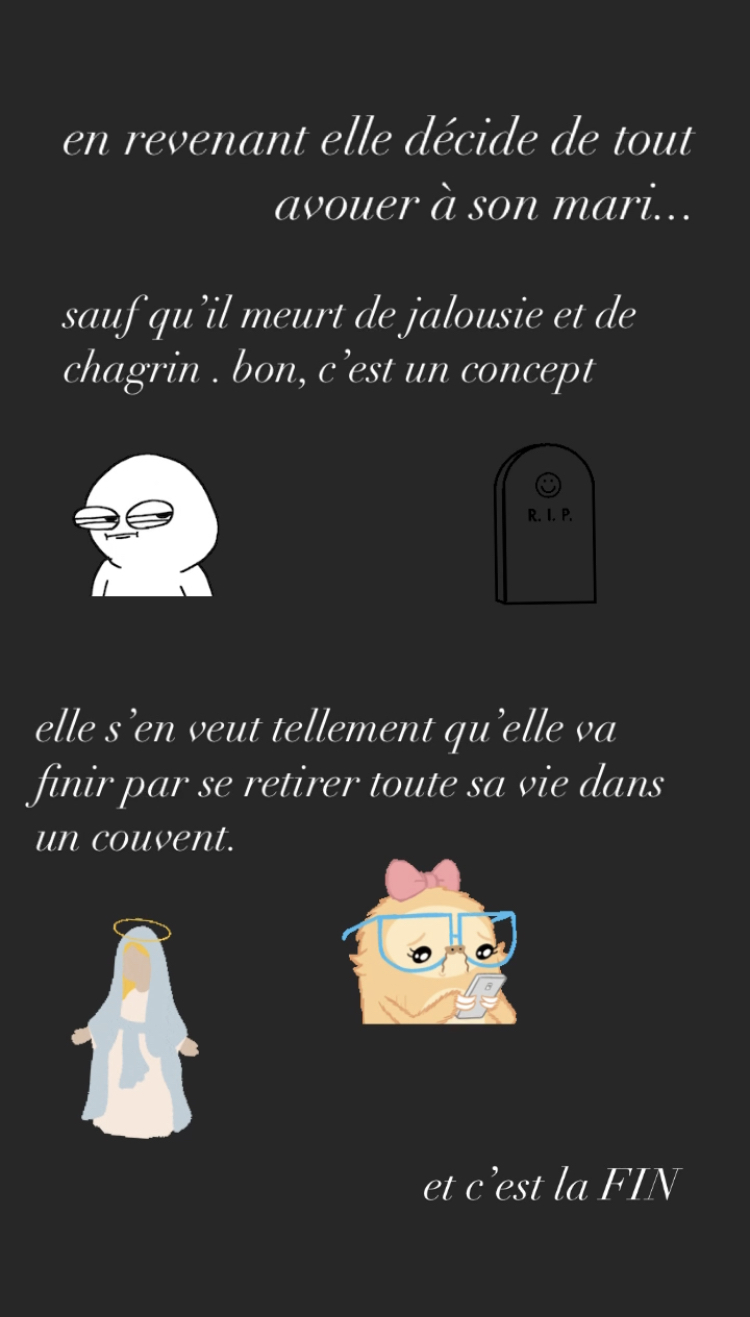 en revenant elle décide de tout
avouer à son mari...
sauf qu’il meurt de jalousie et de
chagrin . bon, c’est un concept
R. I. P.
elle s’en veut tellement qu’elle va
finir par se retirer toute sa vie dans
un couvent.
et c’est la FIN